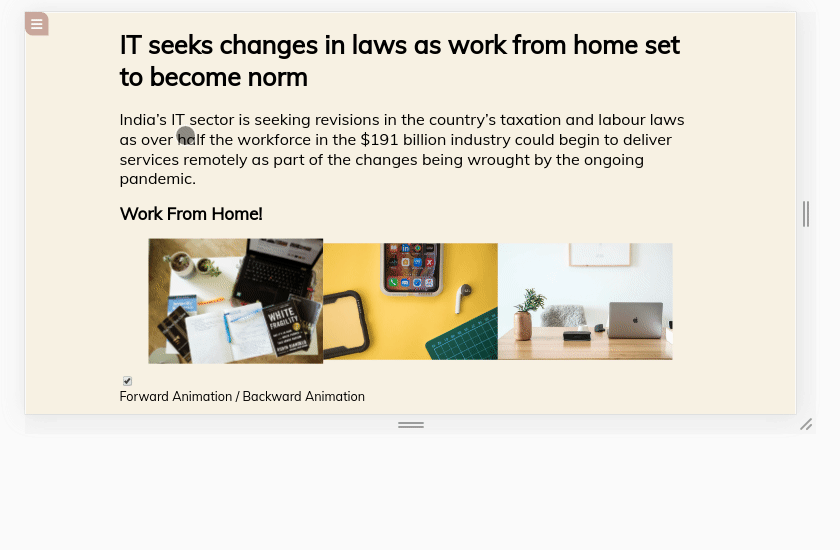 IT seeks changes in laws as work from home set
to become norm
India’s IT sector is seeking revisions in the country’s taxation and labour laws
as over half the workforce in the $191 billion industry could begin to deliver
services remotely as part of the changes being wrought by the ongoing
pandemic.
Work From Home!
WHITE
FRAGILITY
Forward Animation / Backward Animation